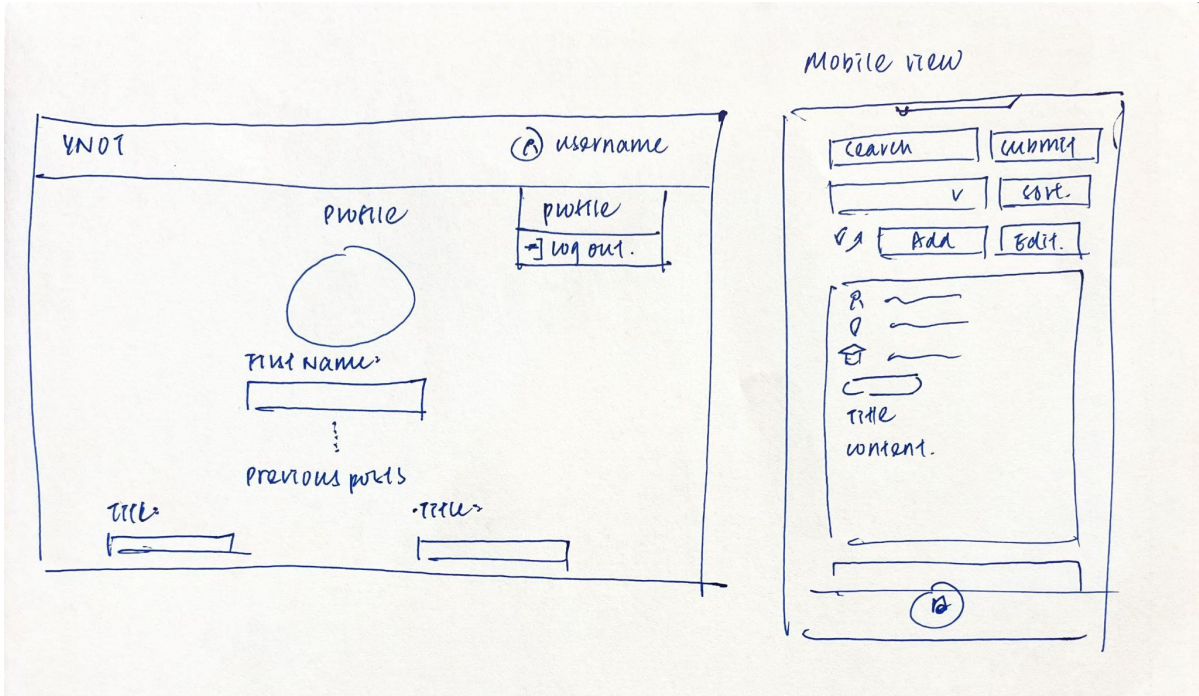 Mobile view
YNOT
username
profile
profile
log out.
First Name:
Previous posts
Title:
Title:
search
submit
sort.
Add
Edit.
Title
content.